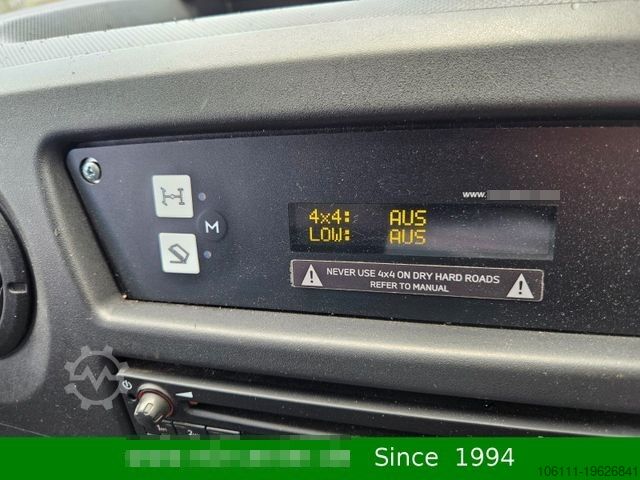 www.
4x4: AUS
LOW: AUS
M
NEVER USE 4x4 ON DRY HARD ROADS
REFER TO MANUAL
Since 1994
106111-19626841